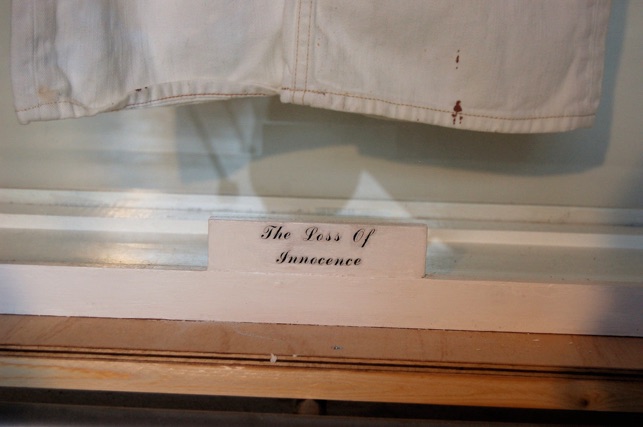 The Loss Of
Innocence